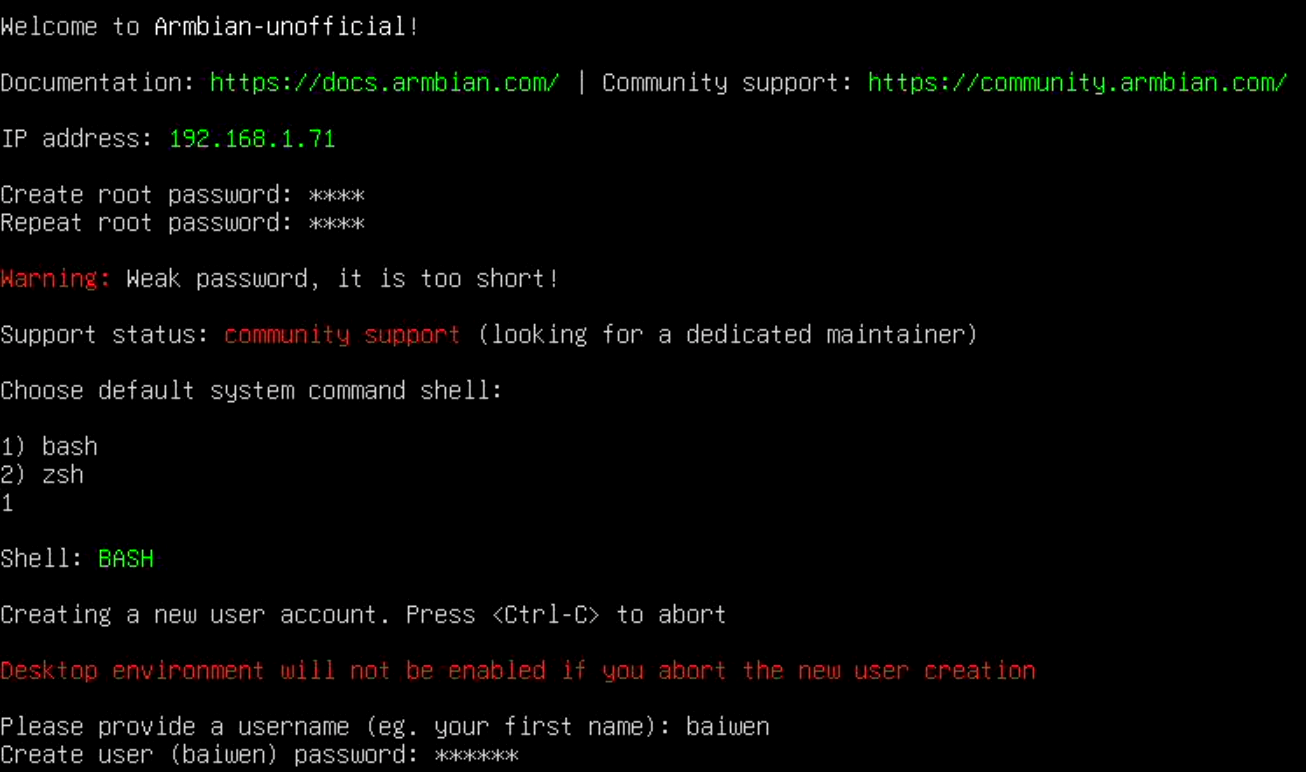 Welcome to Armbian-unofficial!
Documentation: https://docs.armbian.com/ | Community support: https://community.armbian.com/
IP address: 192.168.1.71
Create root password: ****
Repeat root password: ****
Warning: Weak password, it is too short!
Support status: community support (looking for a dedicated maintainer)
Choose default system command shell:
1) bash
2) zsh
1
Shell: BASH
Creating a new user account. Press <Ctrl-C> to abort
Desktop environment will not be enabled if you abort the new user creation
Please provide a username (eg. your first name): baiwen
Create user (baiwen) password: ******